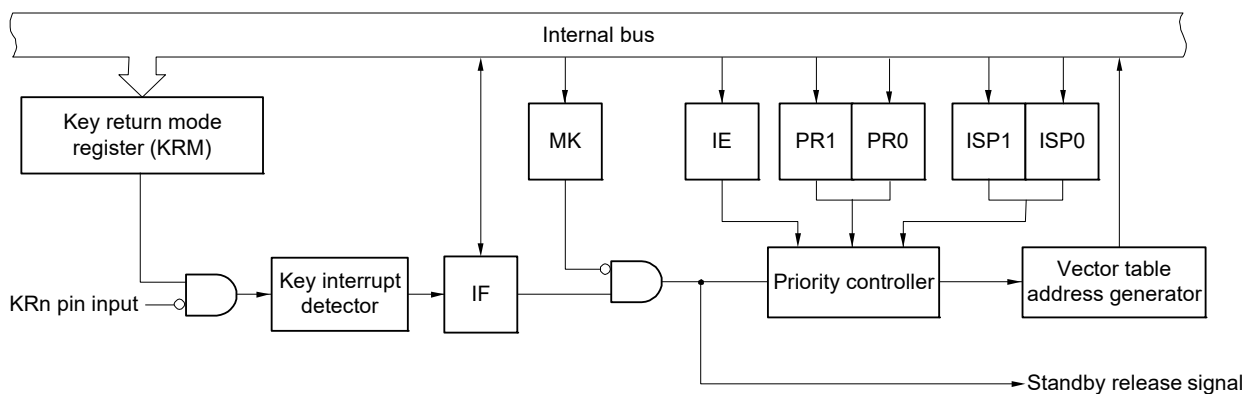 Internal bus
Key return mode
register (KRM)
MK
IE
PR1
PR0
ISP1
ISP0
KRn pin input
Key interrupt
detector
IF
Priority controller
Vector table
address generator
Standby release signal